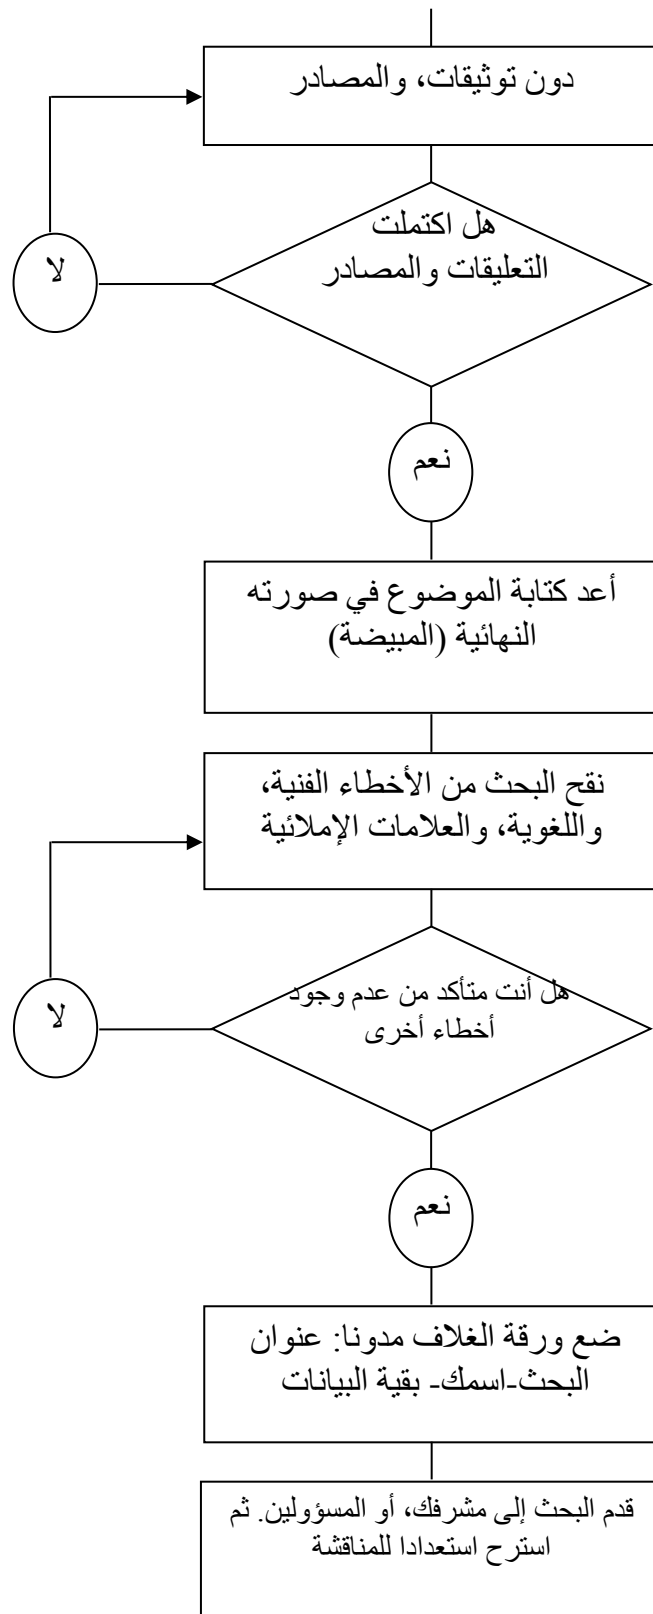 دون توثيقات، والمصادر
هل اكتملت
التعليقات والمصادر
لا
نعم
أعد كتابة الموضوع في صورته
النهائية (المبيضة)
نقح البحث من الأخطاء الفنية،
واللغوية، والعلامات الإملائية
هل أنت متأكد من عدم وجود
أخطاء أخرى
لا
نعم
ضع ورقة الغلاف مدونا: عنوان
البحث-اسمك- بقية البيانات
قدم البحث إلى مشرفك، أو المسؤولين. ثم
استرح استعدادا للمناقشة